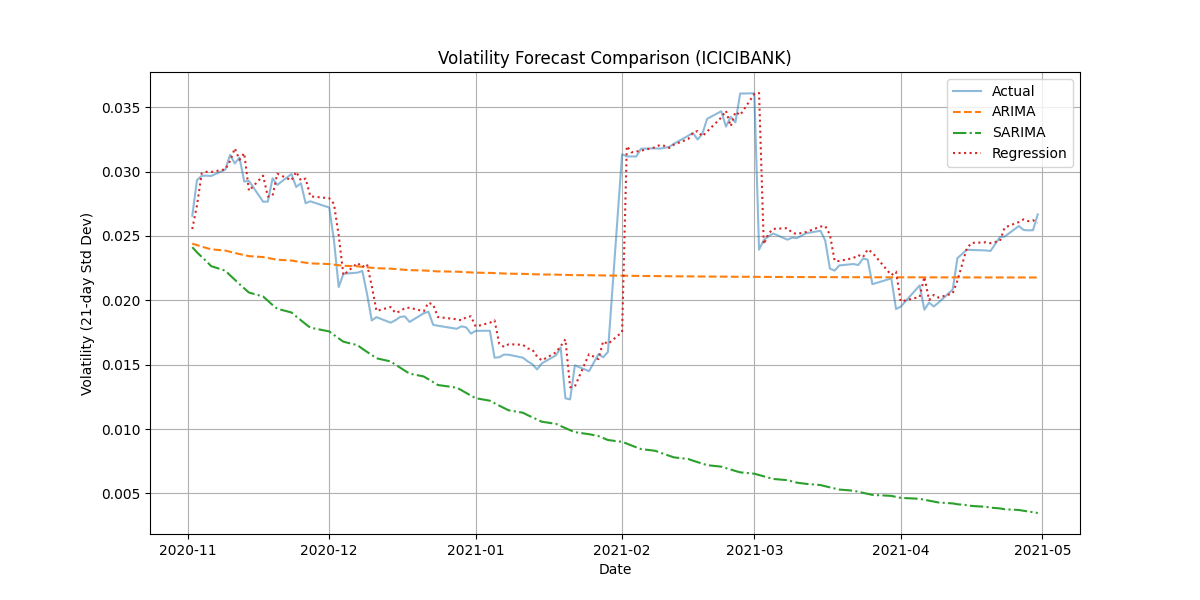 Volatility Forecast Comparison (ICICIBANK)
Actual
ARIMA
SARIMA
Regression
Volatility (21-day Std Dev)
0.035
0.030
0.025
0.020
0.015
0.010
0.005
2020-11 2020-12 2021-01 2021-02 2021-03 2021-04 2021-05
Date